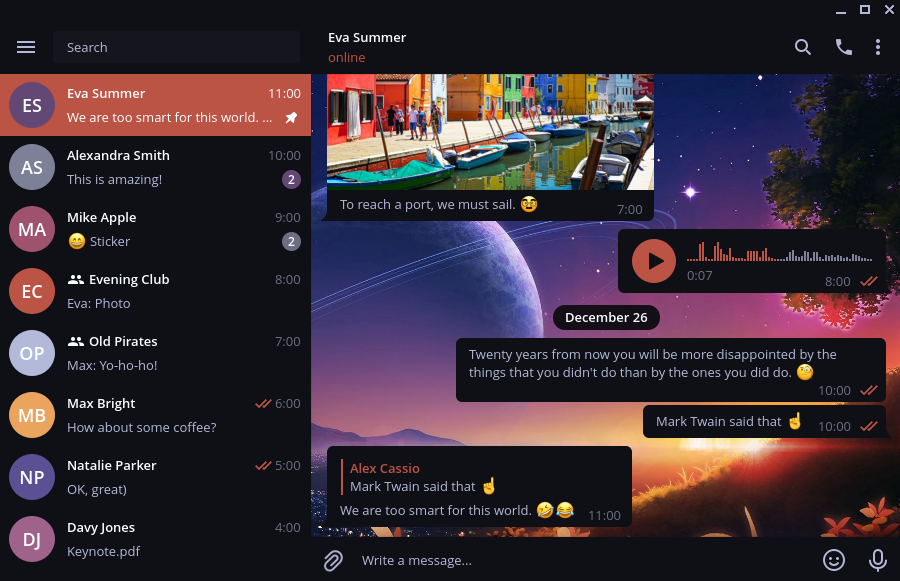 Search
Eva Summer
online
ES
Eva Summer
11:00
We are too smart for this world. ...
AS
Alexandra Smith
10:00
This is amazing!
2
MA
Mike Apple
9:00
😄 Sticker
2
EC
Evening Club
8:00
Eva: Photo
OP
Old Pirates
7:00
Max: Yo-ho-ho!
MB
Max Bright
6:00
How about some coffee?
NP
Natalie Parker
5:00
OK, great)
DJ
Davy Jones
4:00
Keynote.pdf
To reach a port, we must sail. 🤠
7:00
0:07
8:00
December 26
Twenty years from now you will be more disappointed by the
things that you didn't do than by the ones you did do. 🧐
10:00
Mark Twain said that ☝
10:00
Alex Cassio
Mark Twain said that ☝
We are too smart for this world. 🤣😂
11:00
Write a message...